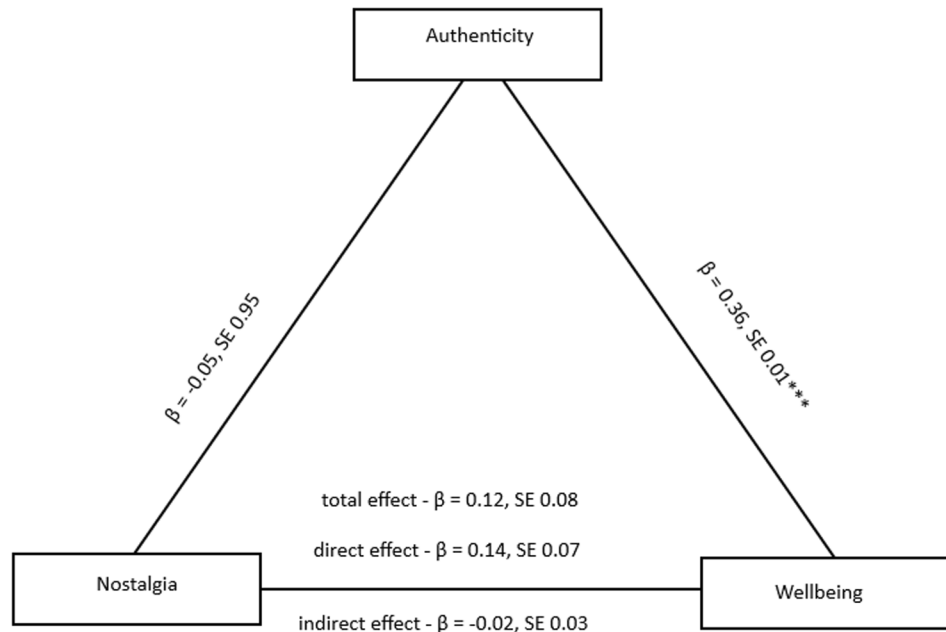 Authenticity
β = -0.05, SE 0.95
β = 0.36, SE 0.01***
total effect - β = 0.12, SE 0.08
direct effect - β = 0.14, SE 0.07
Nostalgia
Wellbeing
indirect effect - β = -0.02, SE 0.03